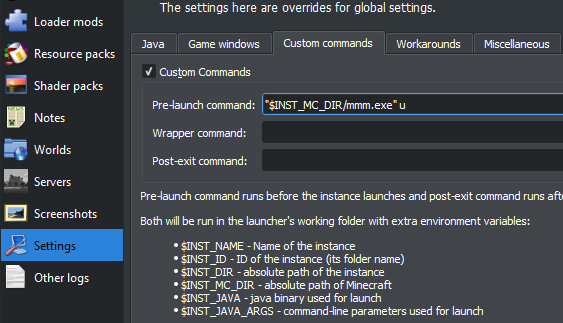 The settings here are overrides for global settings.
Loader mods
Resource packs
Shader packs
Notes
Worlds
Servers
Screenshots
Settings
Other logs
Java
Game windows
Custom commands
Workarounds
Miscellaneous
Custom Commands
Pre-launch command:
"$INST_MC_DIR/mmm.exe" u
Wrapper command:
Post-exit command:
Pre-launch command runs before the instance launches and post-exit command runs afte
Both will be run in the launcher's working folder with extra environment variables:
• $INST_NAME - Name of the instance
• $INST_ID - ID of the instance (its folder name)
• $INST_DIR - absolute path of the instance
• $INST_MC_DIR - absolute path of Minecraft
• $INST_JAVA - java binary used for launch
• $INST_JAVA_ARGS - command-line parameters used for launch